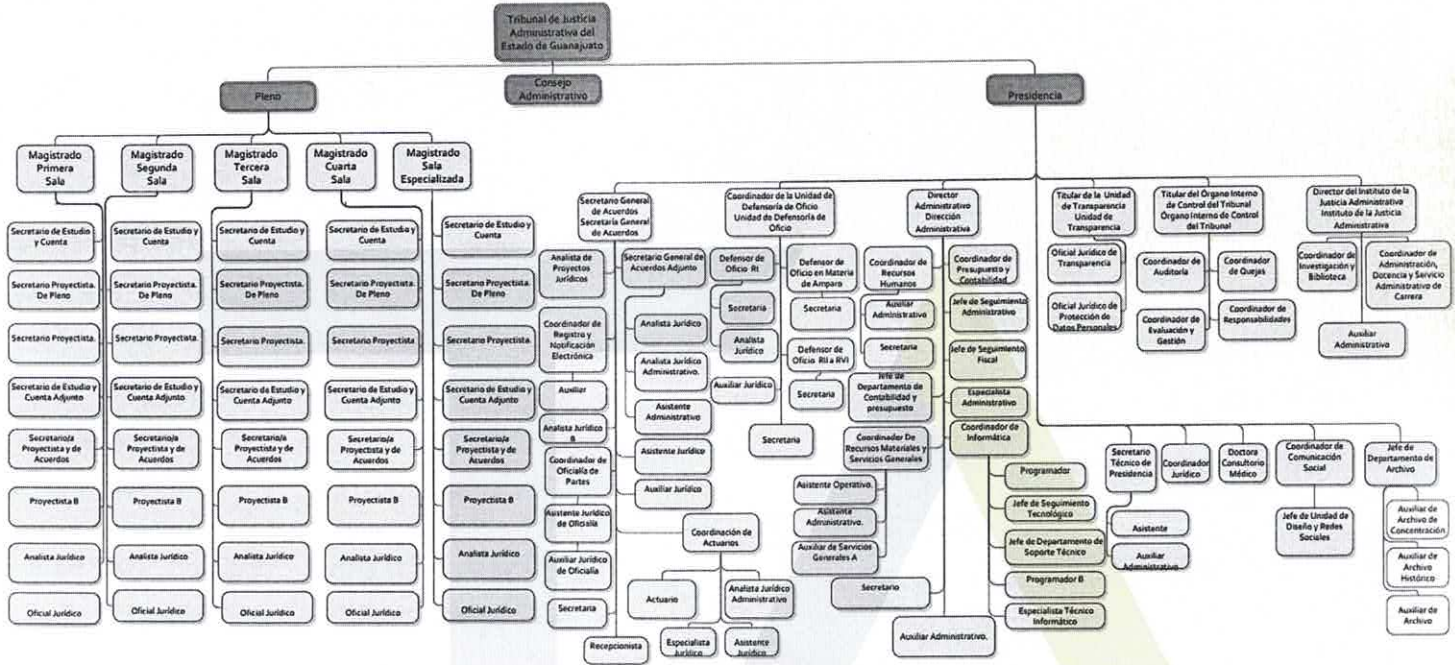 Tribunal de Justicia
Administrativa del
Estado de Guanajuato
Pleno
Consejo
Administrativo
Presidencia
Magistrado
Primera
Sala
Magistrado
Segunda
Sala
Magistrado
Tercera
Sala
Magistrado
Cuarta
Sala
Magistrado
Sala
Especializada
Secretario de Estudio
y Cuenta
Secretario Proyectista.
De Pleno
Secretario Proyectista.
Secretario de Estudio y
Cuenta Adjunto
Secretario/a
Proyectista y de
Acuerdos
Proyectista B
Analista Jurídico
Oficial Jurídico
Secretario de Estudio
y Cuenta
Secretario Proyectista.
De Pleno
Secretario Proyectista.
Secretario de Estudio y
Cuenta Adjunto
Secretario/a
Proyectista y de
Acuerdos
Proyectista B
Analista Jurídico
Oficial Jurídico
Secretario de Estudio y
Cuenta
Secretario Proyectista.
De Pleno
Secretario Proyectista.
Secretario de Estudio y
Cuenta Adjunto
Secretario/a
Proyectista y de
Acuerdos
Proyectista B
Analista Jurídico
Oficial Jurídico
Secretario de Estudio y
Cuenta
Secretario Proyectista.
De Pleno
Secretario Proyectista
Secretario de Estudio y
Cuenta Adjunto
Secretario/a
Proyectista y de
Acuerdos
Proyectista B
Analista Jurídico
Oficial Jurídico
Secretario de Estudio y
Cuenta
Secretario Proyectista.
De Pleno
Secretario Proyectista.
Secretario de Estudio y
Cuenta Adjunto
Secretario/a
Proyectista y de
Acuerdos
Proyectista B
Analista Jurídico
Oficial Jurídico
Secretario General
de Acuerdos
Secretaría General
de Acuerdos
Analista de
Proyectos
Jurídicos
Coordinador de
Registro y
Notificación
Electrónica
Auxiliar
Analista Jurídico
B
Coordinador de
Oficialía de
Partes
Asistente Jurídico
de Oficialía
Auxiliar Jurídico
de Oficialía
Secretaria
Recepcionista
Secretario General de
Acuerdos Adjunto
Analista Jurídico
Analista Jurídico
Administrativo.
Asistente
Administrativo
Asistente Jurídico
Auxiliar Jurídico
Coordinación de
Actuarios
Actuario
Analista Jurídico
Administrativo
Especialista
Jurídico
Asistente
Jurídico
Coordinador de la Unidad de
Defensoría de Oficio
Unidad de Defensoría de
Oficio
Defensor de
Oficio RI
Secretaria
Analista
Jurídico
Auxiliar Jurídico
Defensor de
Oficio en Materia
de Amparo
Secretaria
Defensor de
Oficio RII a RVI
Secretaria
Secretaria
Director
Administrativo
Dirección
Administrativa
Coordinador de
Recursos
Humanos
Auxiliar
Administrativo
Secretaria
Jefe de
Departamento de
Contabilidad y
presupuesto
Coordinador De
Recursos Materiales y
Servicios Generales
Asistente Operativo.
Asistente
Administrativo.
Auxiliar de Servicios
Generales A
Secretario
Coordinador de
Presupuesto y
Contabilidad
Jefe de Seguimiento
Administrativo
Jefe de Seguimiento
Fiscal
Especialista
Administrativo
Coordinador de
Informática
Programador
Jefe de Seguimiento
Tecnológico
Jefe de Departamento de
Soporte Técnico
Programador B
Especialista Técnico
Informático
Auxiliar Administrativo.
Titular de la Unidad
de Transparencia
Unidad de
Transparencia
Oficial Jurídico de
Transparencia
Oficial Jurídico de
Protección de
Datos Personales
Titular del Órgano Interno
de Control del Tribunal
Órgano Interno de Control
del Tribunal
Coordinador de
Auditoría
Coordinador
de Quejas
Coordinador de
Evaluación y
Gestión
Coordinador de
Responsabilidades
Director del Instituto de la
Justicia Administrativo
Instituto de la Justicia
Administrativa
Coordinador de
Investigación y
Biblioteca
Coordinador de
Administración,
Docencia y Servicio
Administrativo de
Carrera
Auxiliar
Administrativo
Secretario
Técnico de
Presidencia
Asistente
Auxiliar
Administrativo
Coordinador
Jurídico
Doctora
Consultorio
Médico
Coordinador de
Comunicación
Social
Jefe de Unidad de
Diseño y Redes
Sociales
Jefe de
Departamento de
Archivo
Auxiliar de
Archivo de
Concentración
Auxiliar de
Archivo
Histórico
Auxiliar de
Archivo